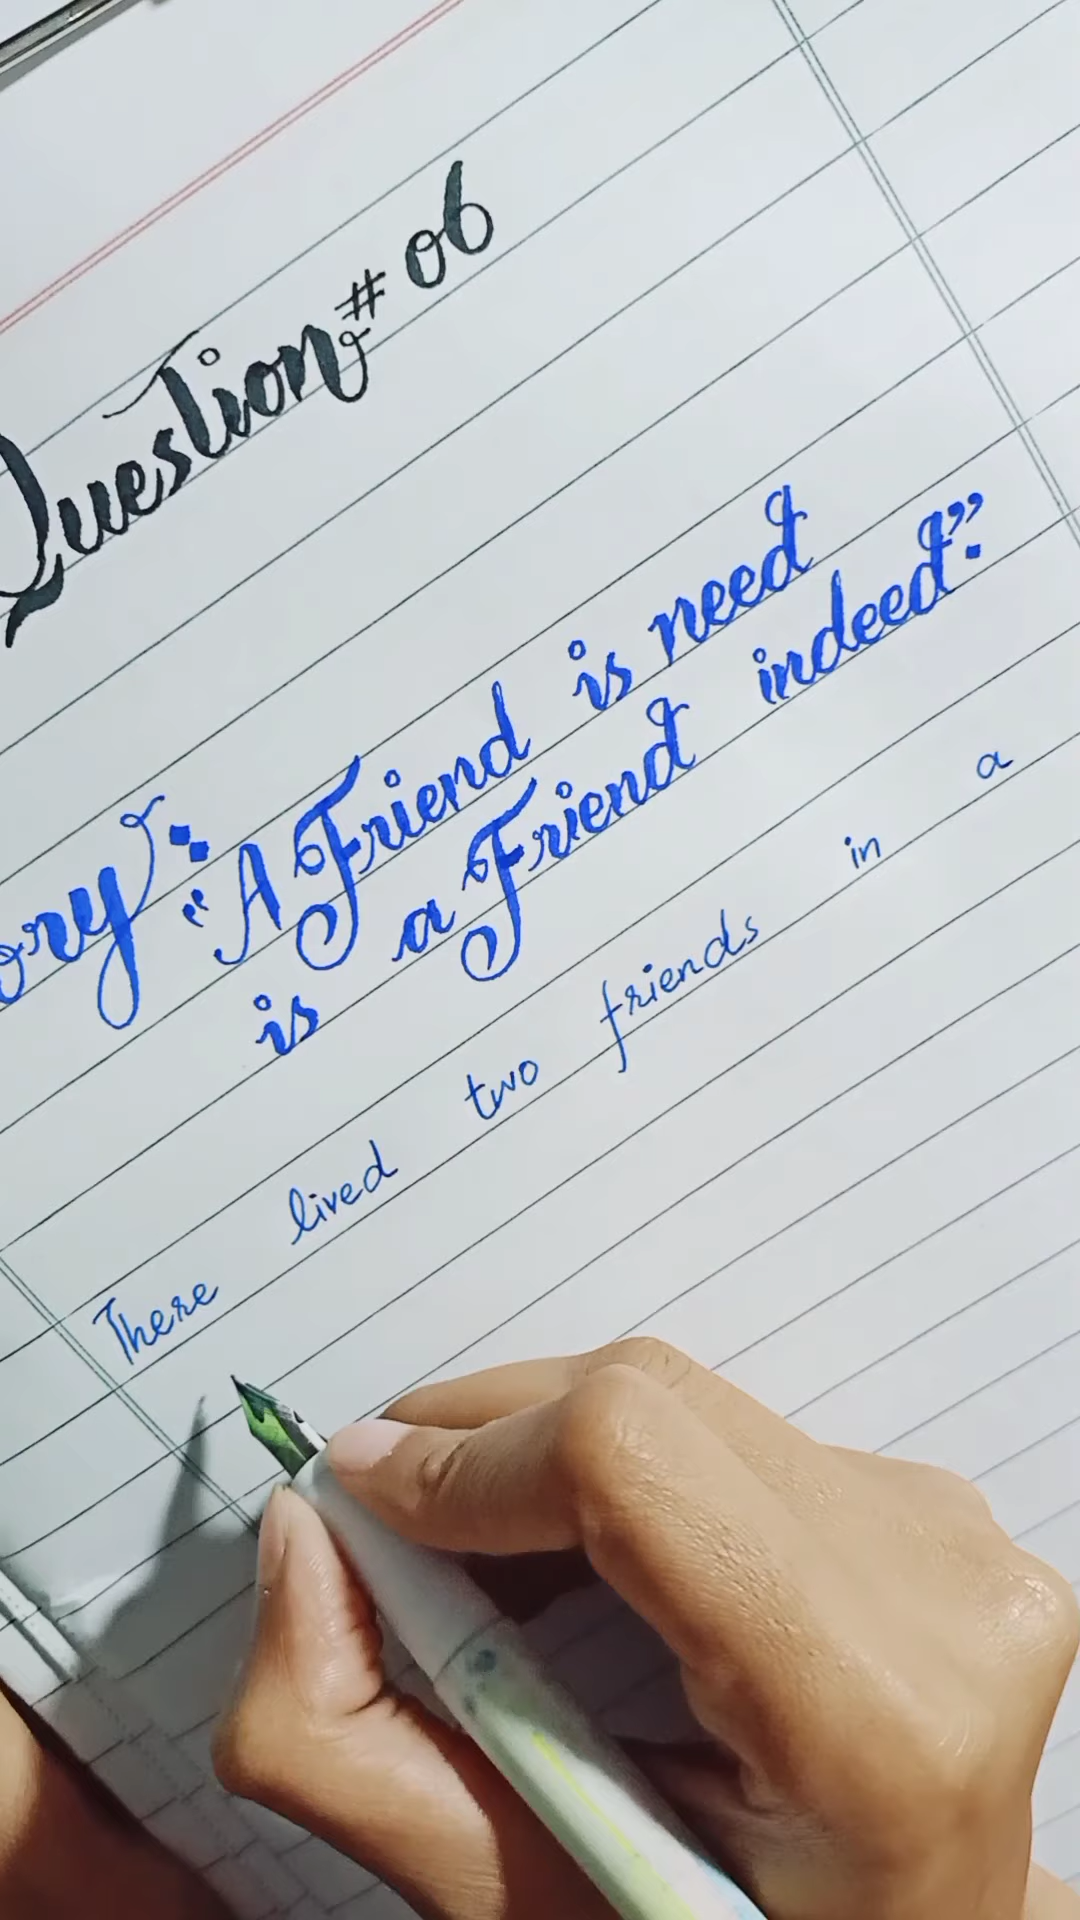 Question # 06
ory: "A Friend is need
is a Friend indeed".
There lived two friends in a